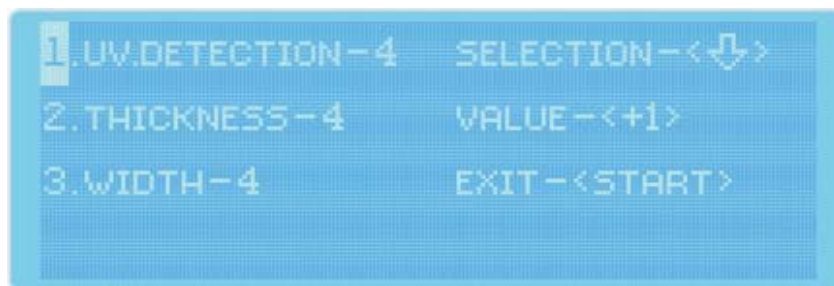 1.UV.DETECTION-4 SELECTION-<⇩>
2.THICKNESS-4 VALUE-<+1>
3.WIDTH-4 EXIT-<START>